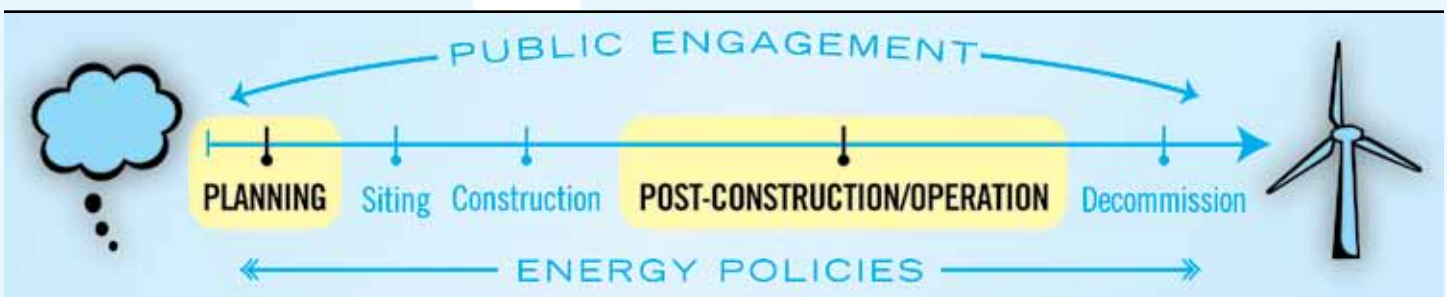 PUBLIC ENGAGEMENT
PLANNING Siting Construction POST-CONSTRUCTION/OPERATION Decommission
ENERGY POLICIES